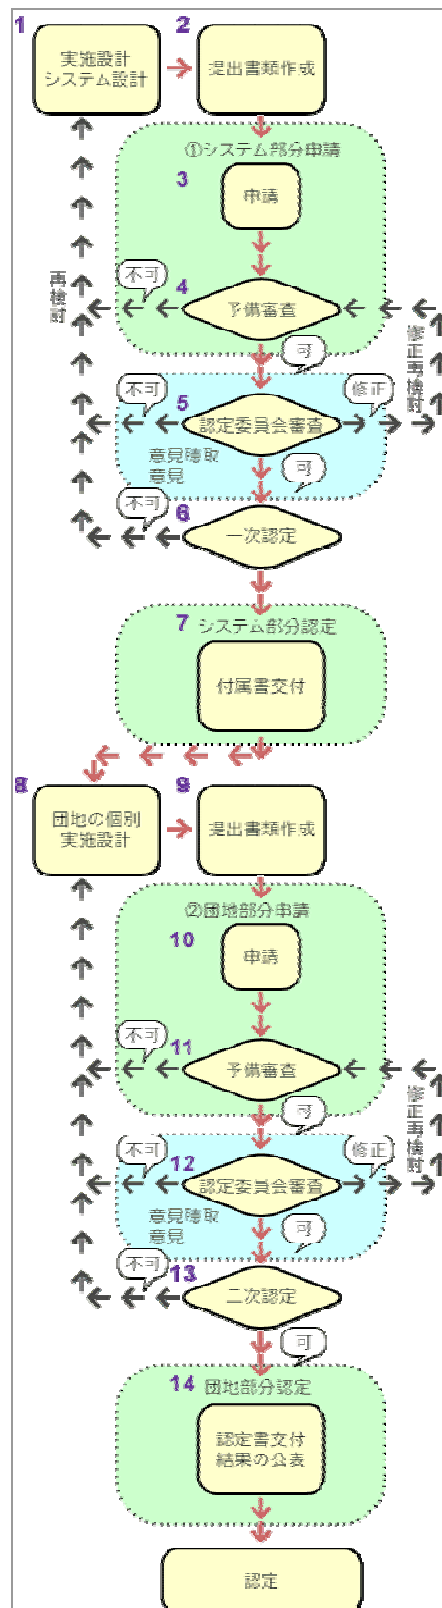 1
実施設計
システム設計
2
提出書類作成
①システム部分申請
3
申請
4
予備審査
不可
再検討
可
修正再検討
5
認定委員会審査
不可
修正
意見聴取
意見
可
6
一次認定
不可
7
システム部分認定
付属書交付
8
団地の個別
実施設計
9
提出書類作成
②団地部分申請
10
申請
11
予備審査
不可
可
修正再検討
12
認定委員会審査
不可
修正
意見聴取
意見
可
13
二次認定
不可
可
14
団地部分認定
認定書交付
結果の公表
認定